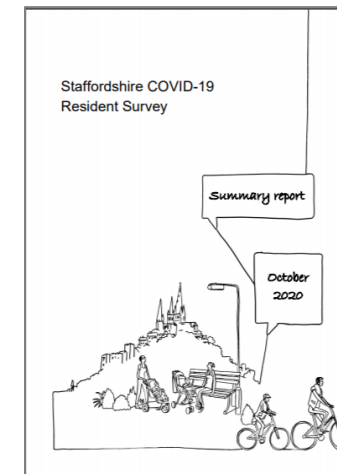 Staffordshire COVID-19
Resident Survey
Summary report
October
2020